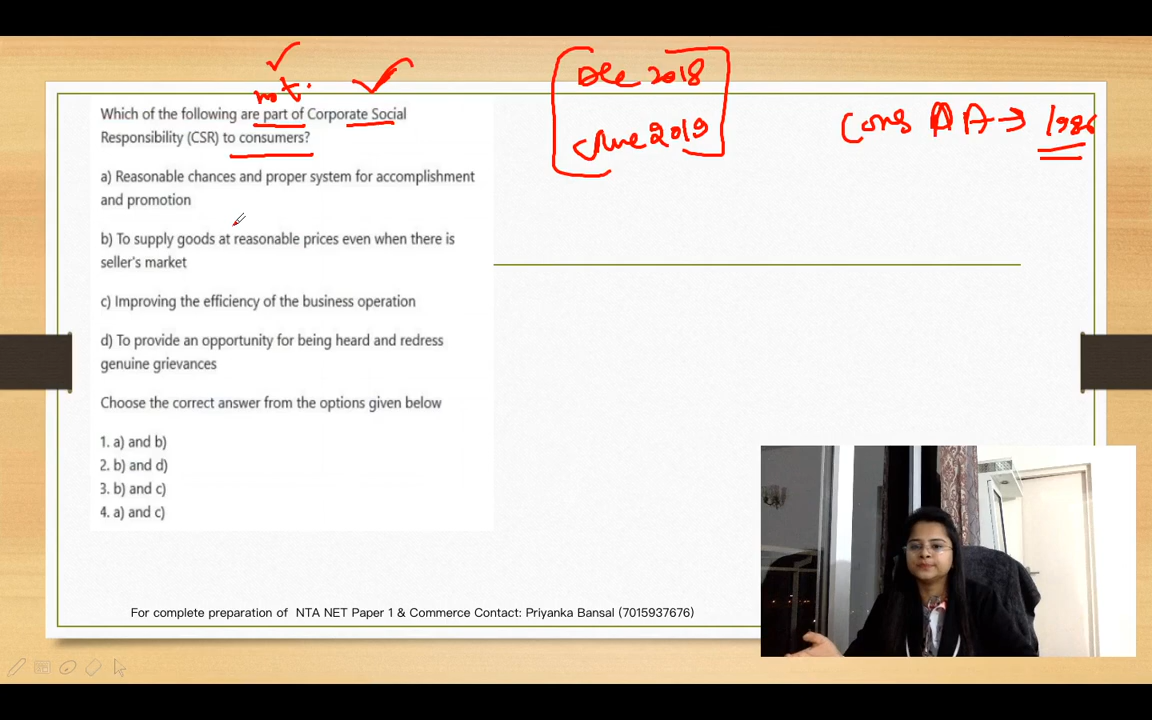 not.
Which of the following are part of Corporate Social
Responsibility (CSR) to consumers?
a) Reasonable chances and proper system for accomplishment
and promotion
b) To supply goods at reasonable prices even when there is
seller's market
c) Improving the efficiency of the business operation
d) To provide an opportunity for being heard and redress
genuine grievances
Choose the correct answer from the options given below
1. a) and b)
2. b) and d)
3. b) and c)
4. a) and c)
Dec 2018
June 2019
Cons A → 1986
For complete preparation of NTA NET Paper 1 & Commerce Contact: Priyanka Bansal (7015937676)